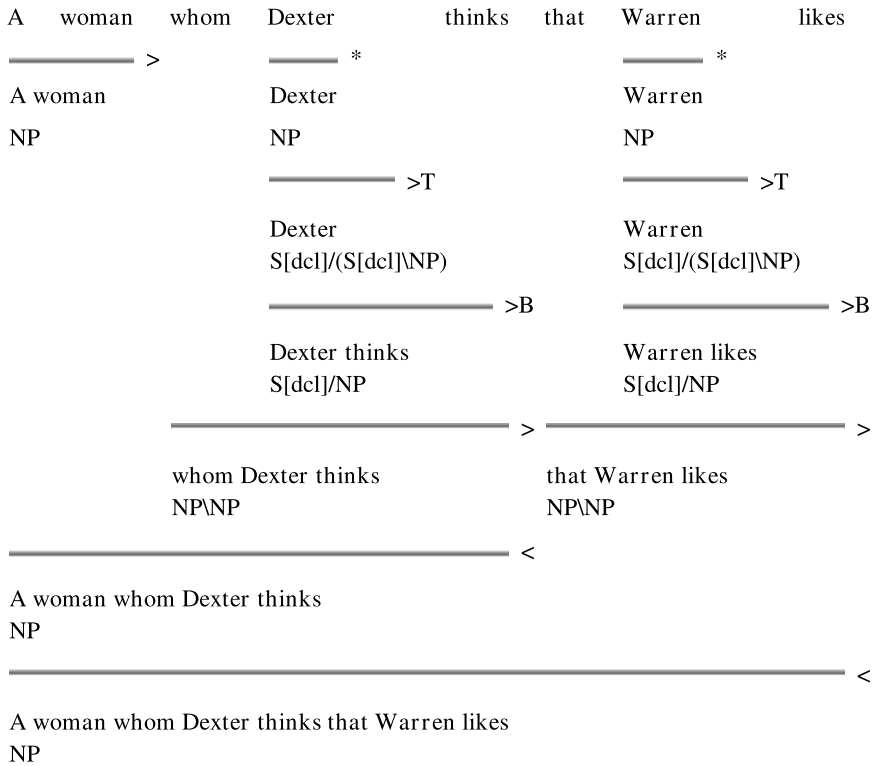 A woman whom Dexter thinks that Warren likes
> * *
A woman Dexter Warren
NP NP NP
>T >T
Dexter Warren
S[dcl]/(S[dcl]\NP) S[dcl]/(S[dcl]\NP)
>B >B
Dexter thinks Warren likes
S[dcl]/NP S[dcl]/NP
> >
whom Dexter thinks that Warren likes
NP\NP NP\NP
<
A woman whom Dexter thinks
NP
<
A woman whom Dexter thinks that Warren likes
NP